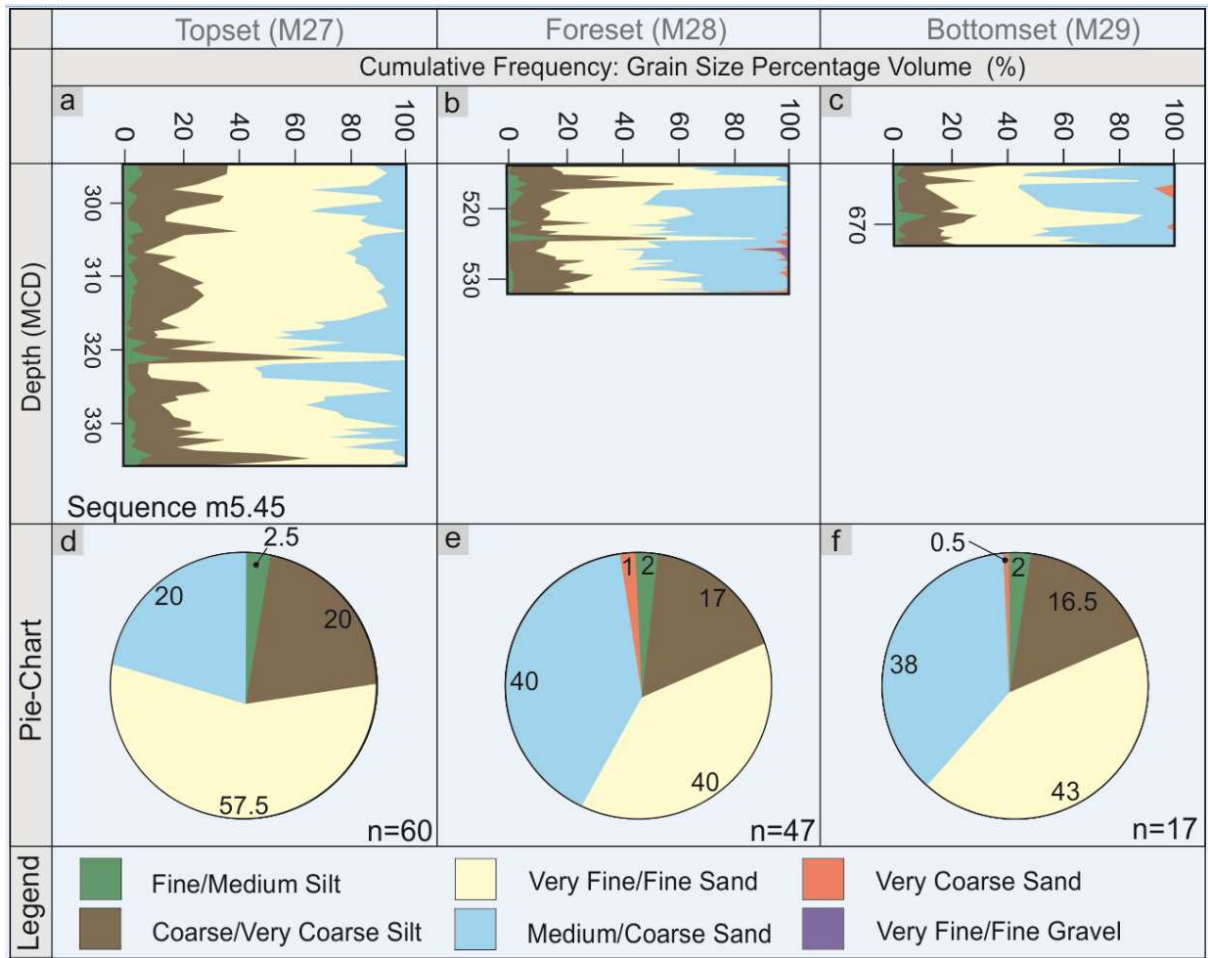 Topset (M27) Foreset (M28) Bottomset (M29)
Cumulative Frequency: Grain Size Percentage Volume (%)
a
0 20 40 60 80 100
b
0 20 40 60 80 100
c
0 20 40 60 80 100
Depth (MCD)
300
310
320
330
520
530
670
Sequence m5.45
Pie-Chart
d
2.5
20
20
57.5
n=60
e
1 2
17
40
40
n=47
f
0.5
2
16.5
38
43
n=17
Legend
Fine/Medium Silt Very Fine/Fine Sand Very Coarse Sand
Coarse/Very Coarse Silt Medium/Coarse Sand Very Fine/Fine Gravel